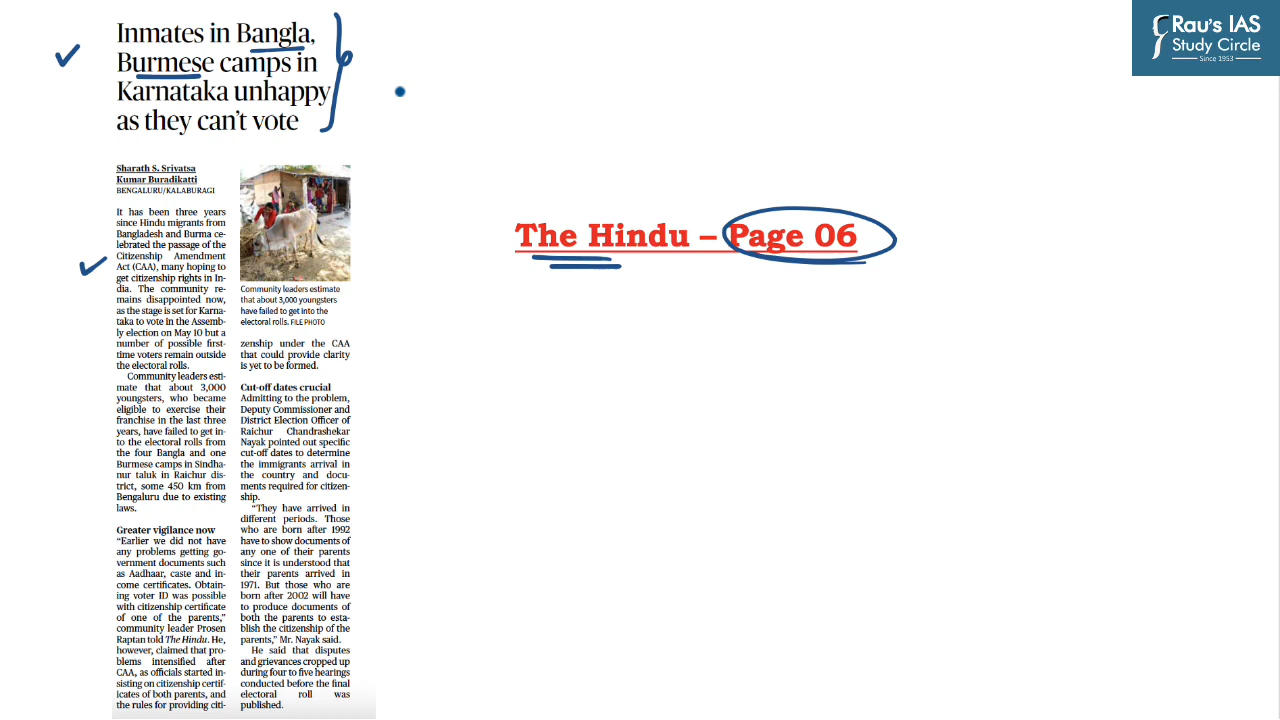 Inmates in Bangla,
Burmese camps in
Karnataka unhappy
as they can't vote
Sharath S. Srivatsa
Kumar Buradikatti
BENGALURU/KALABURAGI
It has been three years
since Hindu migrants from
Bangladesh and Burma ce-
lebrated the passage of the
Citizenship Amendment
Act (CAA), many hoping to
get citizenship rights in In-
dia. The community re-
mains disappointed now,
as the stage is set for Karna-
taka to vote in the Assemb-
ly election on May 10 but a
number of possible first-
time voters remain outside
the electoral rolls.
Community leaders esti-
mate that about 3,000
youngsters, who became
eligible to exercise their
franchise in the last three
years, have failed to get in-
to the electoral rolls from
the four Bangla and one
Burmese camps in Sindha-
nur taluk in Raichur dis-
trict, some 450 km from
Bengaluru due to existing
laws.
Greater vigilance now
“Earlier we did not have
any problems getting go-
vernment documents such
as Aadhaar, caste and in-
come certificates. Obtain-
ing voter ID was possible
with citizenship certificate
of one of the parents,”
community leader Prosen
Raptan told The Hindu. He,
however, claimed that pro-
blems intensified after
CAA, as officials started in-
sisting on citizenship certif-
icates of both parents, and
the rules for providing citi-
Community leaders estimate
that about 3,000 youngsters
have failed to get into the
electoral rolls. FILE PHOTO
zenship under the CAA
that could provide clarity
is yet to be formed.
Cut-off dates crucial
Admitting to the problem,
Deputy Commissioner and
District Election Officer of
Raichur Chandrashekar
Nayak pointed out specific
cut-off dates to determine
the immigrants arrival in
the country and docu-
ments required for citizen-
ship.
“They have arrived in
different periods. Those
who are born after 1992
have to show documents of
any one of their parents
since it is understood that
their parents arrived in
1971. But those who are
born after 2002 will have
to produce documents of
both the parents to esta-
blish the citizenship of the
parents,” Mr. Nayak said.
He said that disputes
and grievances cropped up
during four to five hearings
conducted before the final
electoral roll was
published.
The Hindu – Page 06
Rau's IAS
Study Circle
Since 1953